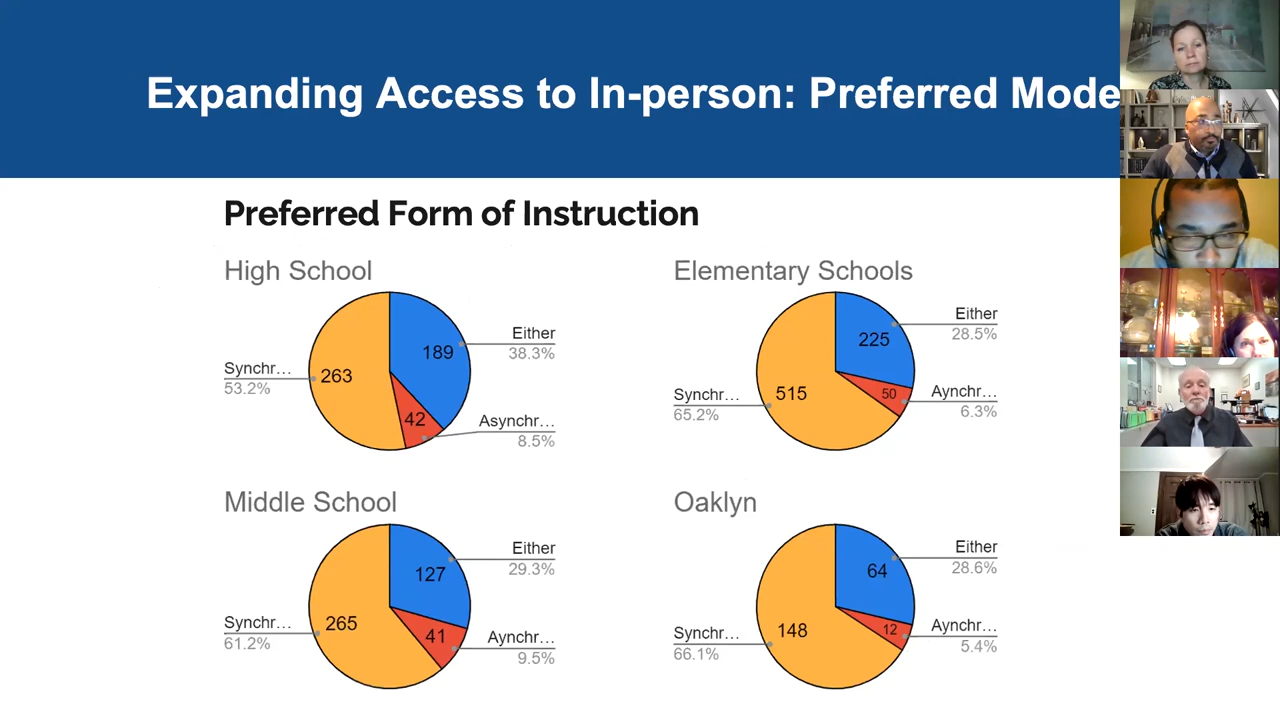 Expanding Access to In-person: Preferred Mode
Preferred Form of Instruction
High School
Either
38.3%
189
Synchr…
53.2%
263
42
Asynchr…
8.5%
Elementary Schools
Either
28.5%
225
Synchr…
65.2%
515
50
Aynchr…
6.3%
Middle School
Either
29.3%
127
Synchr…
61.2%
265
41
Aynchr…
9.5%
Oaklyn
Either
28.6%
64
Synchr…
66.1%
148
12
Aynchr…
5.4%